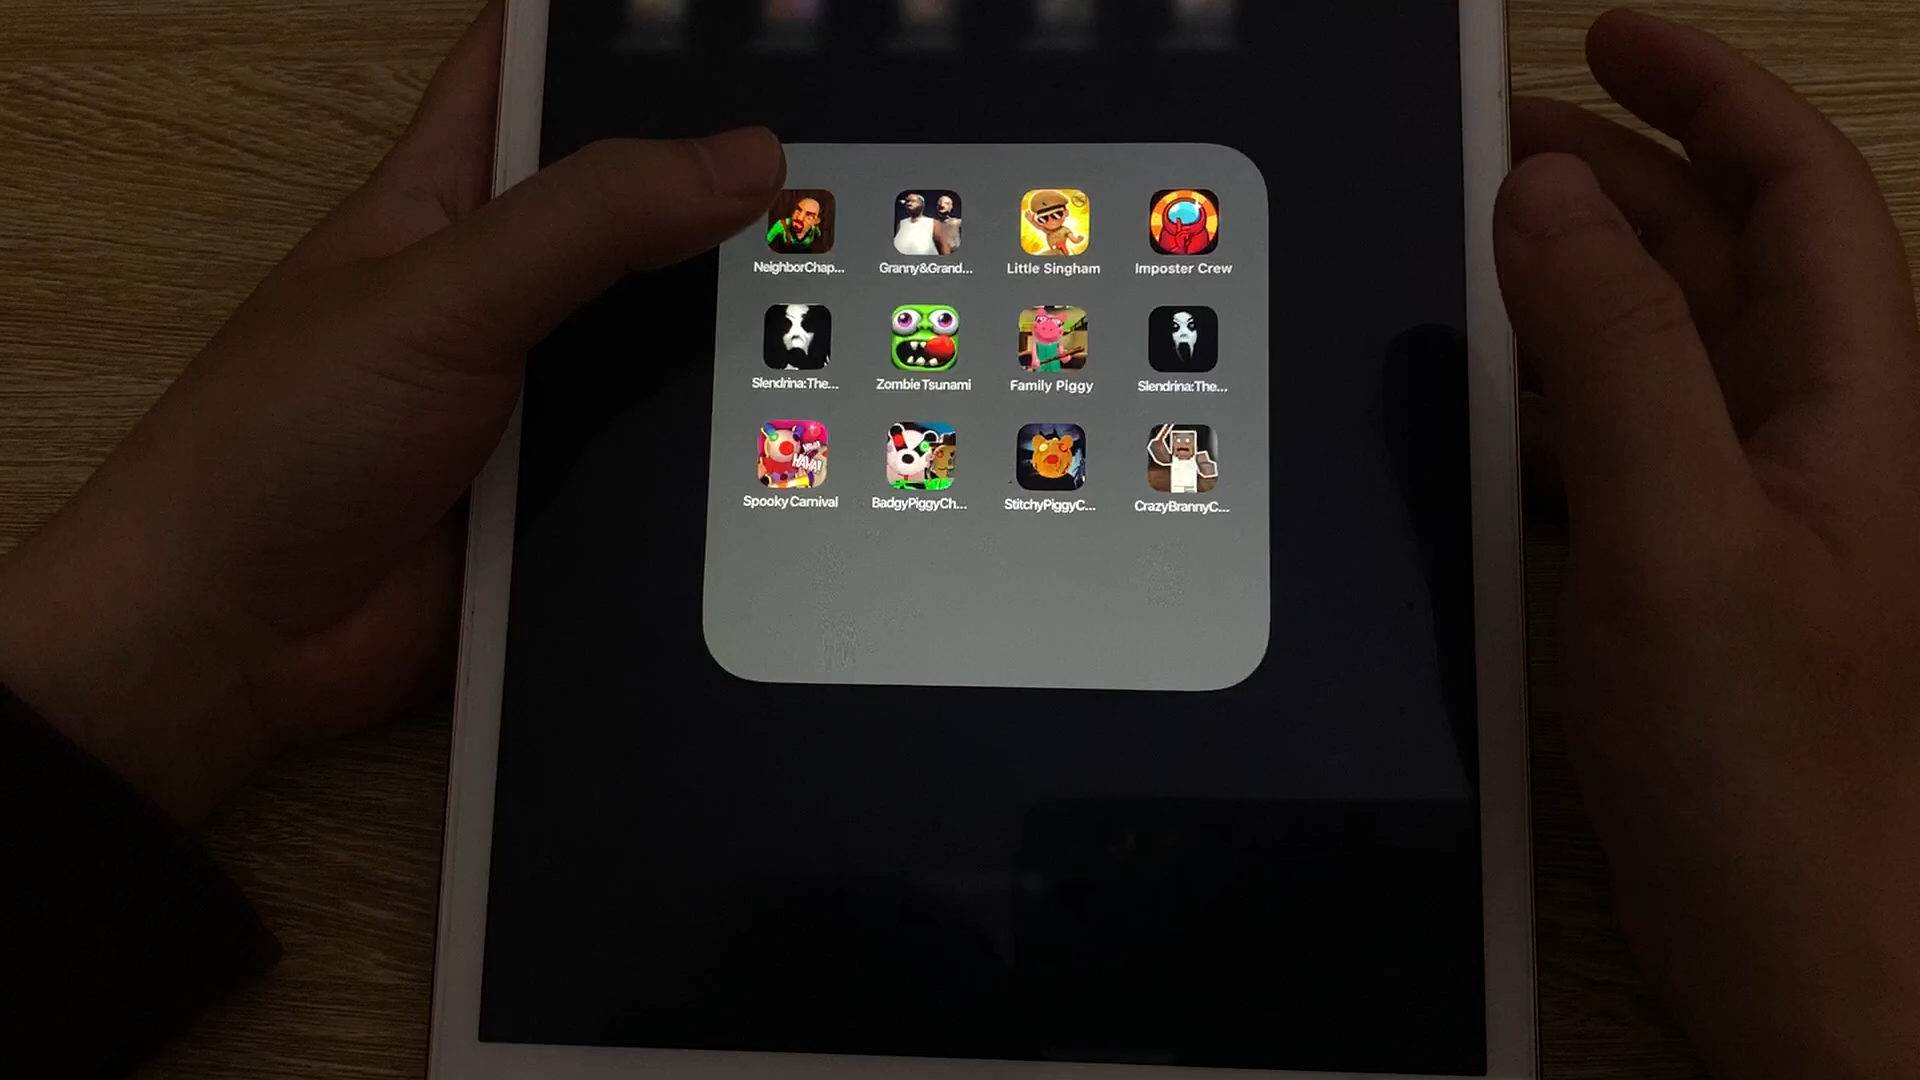 NeighborChap...
Granny&Grand...
Little Singham
Imposter Crew
Slendrina:The...
Zombie Tsunami
Family Piggy
Slendrina:The...
HAHA!
Spooky Carnival
BadgyPiggyCh...
StitchyPiggyC...
CrazyBrannyC...